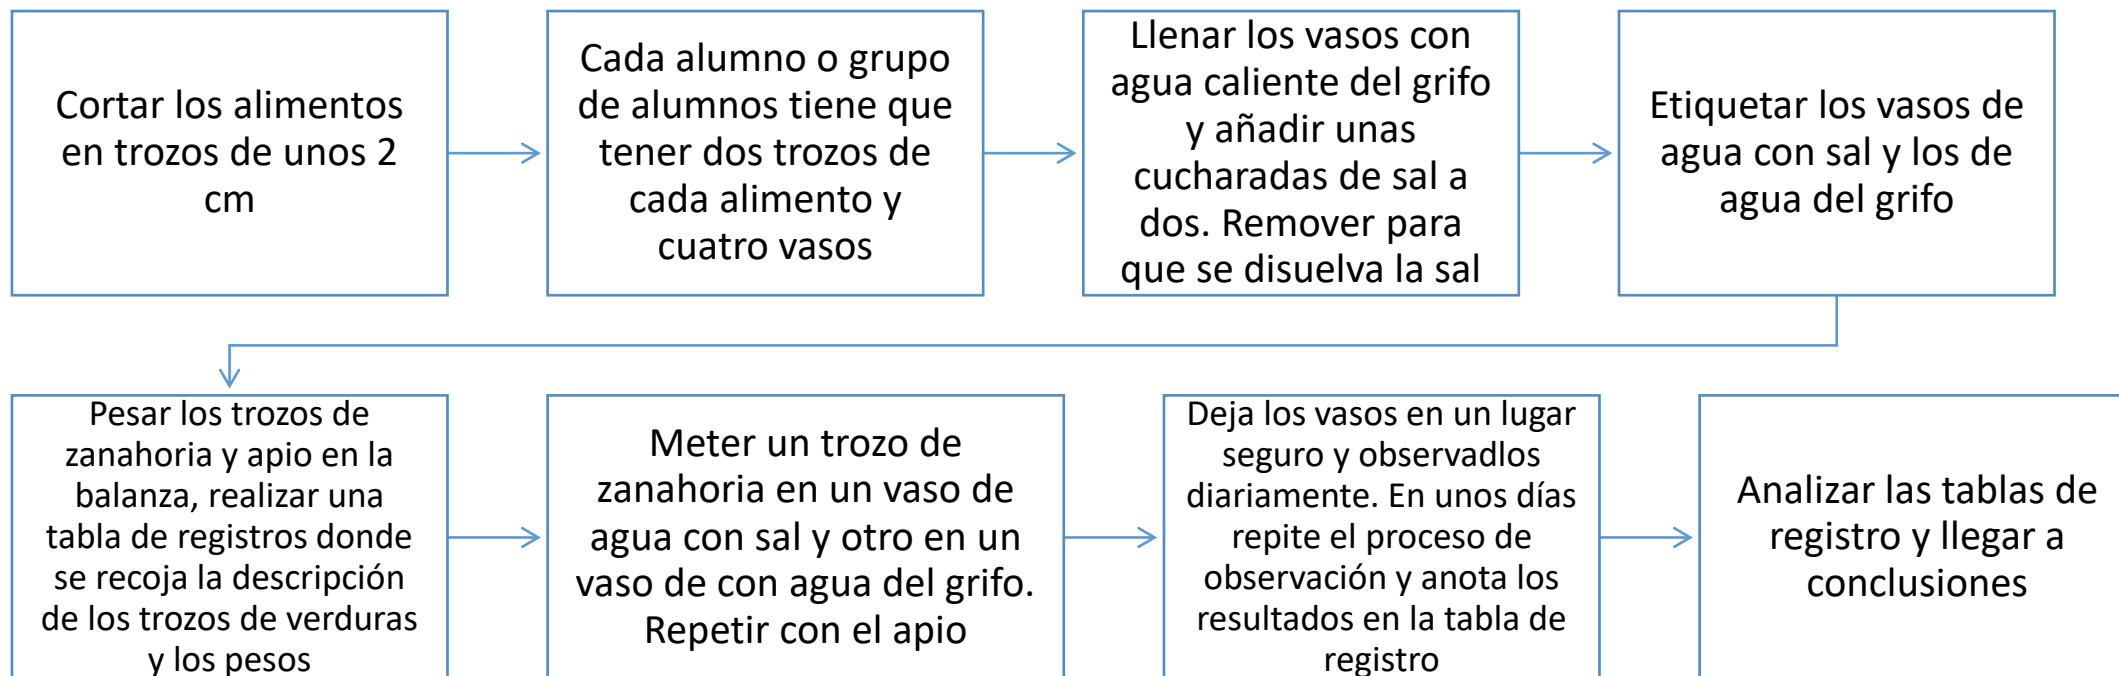 Cortar los alimentos
en trozos de unos 2
cm
Cada alumno o grupo
de alumnos tiene que
tener dos trozos de
cada alimento y
cuatro vasos
Llenar los vasos con
agua caliente del grifo
y añadir unas
cucharadas de sal a
dos. Remover para
que se disuelva la sal
Etiquetar los vasos de
agua con sal y los de
agua del grifo
Pesar los trozos de
zanahoria y apio en la
balanza, realizar una
tabla de registros donde
se recoja la descripción
de los trozos de verduras
y los pesos
Meter un trozo de
zanahoria en un vaso de
agua con sal y otro en un
vaso de con agua del grifo.
Repetir con el apio
Deja los vasos en un lugar
seguro y observadlos
diariamente. En unos días
repite el proceso de
observación y anota los
resultados en la tabla de
registro
Analizar las tablas de
registro y llegar a
conclusiones